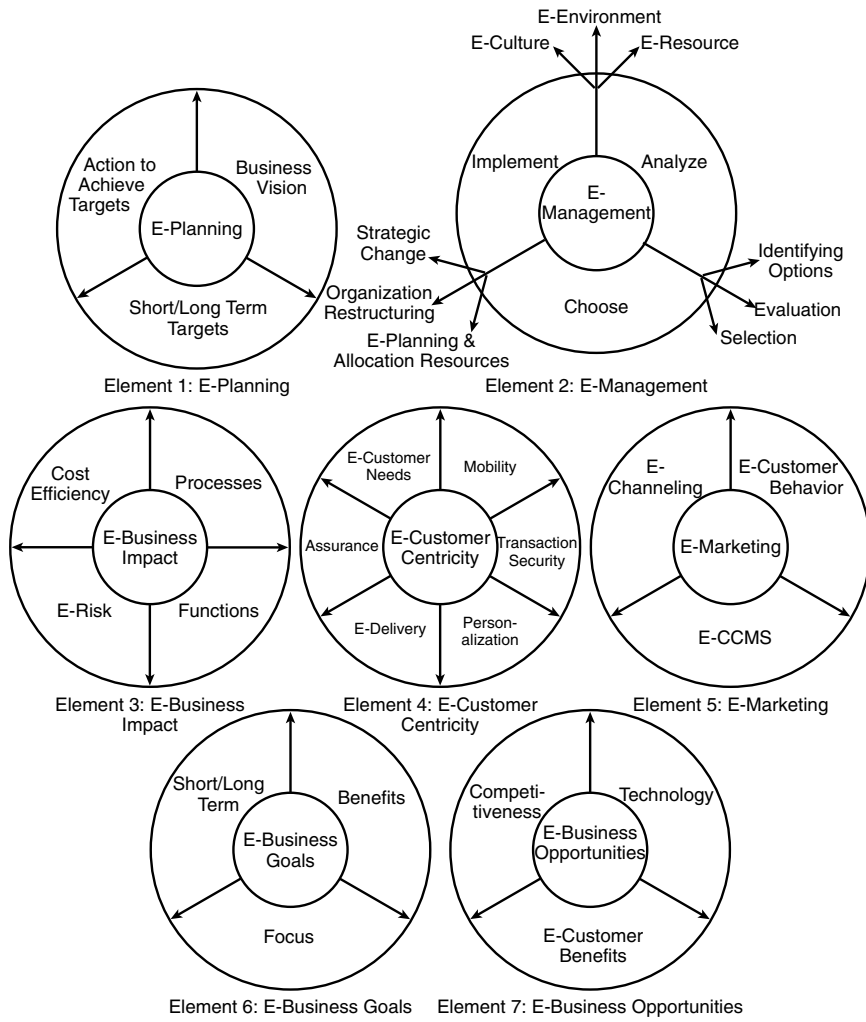 Action to
Achieve
Targets
Business
Vision
E-Planning
Short/Long Term
Targets
Element 1: E-Planning
E-Environment
E-Culture
E-Resource
Implement
Analyze
E-
Management
Strategic
Change
Identifying
Options
Organization
Restructuring
Choose
Evaluation
E-Planning &
Allocation Resources
Selection
Element 2: E-Management
Cost
Efficiency
Processes
E-Business
Impact
E-Risk
Functions
Element 3: E-Business
Impact
E-Customer
Needs
Mobility
Assurance
E-Customer
Centricity
Transaction
Security
E-Delivery
Person-
alization
Element 4: E-Customer
Centricity
E-
Channeling
E-Customer
Behavior
E-Marketing
E-CCMS
Element 5: E-Marketing
Short/Long
Term
Benefits
E-Business
Goals
Focus
Element 6: E-Business Goals
Competi-
tiveness
Technology
E-Business
Opportunities
E-Customer
Benefits
Element 7: E-Business Opportunities